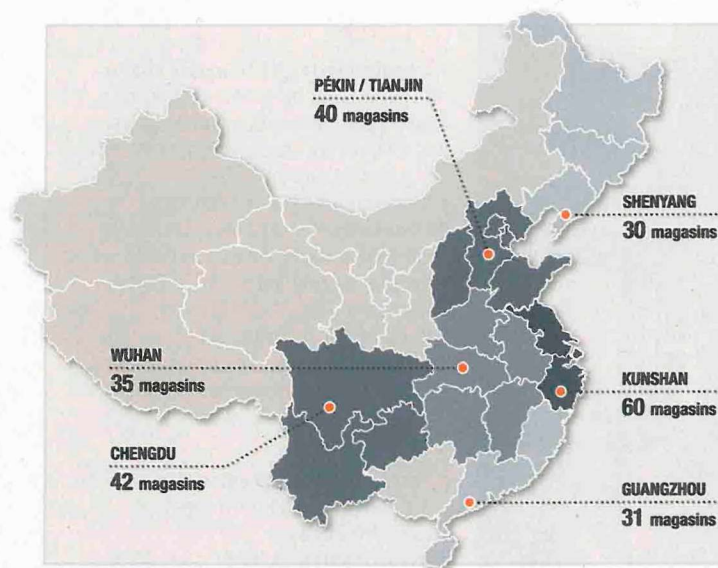 PÉKIN / TIANJIN
40 magasins
SHENYANG
30 magasins
WUHAN
35 magasins
KUNSHAN
60 magasins
CHENGDU
42 magasins
GUANGZHOU
31 magasins